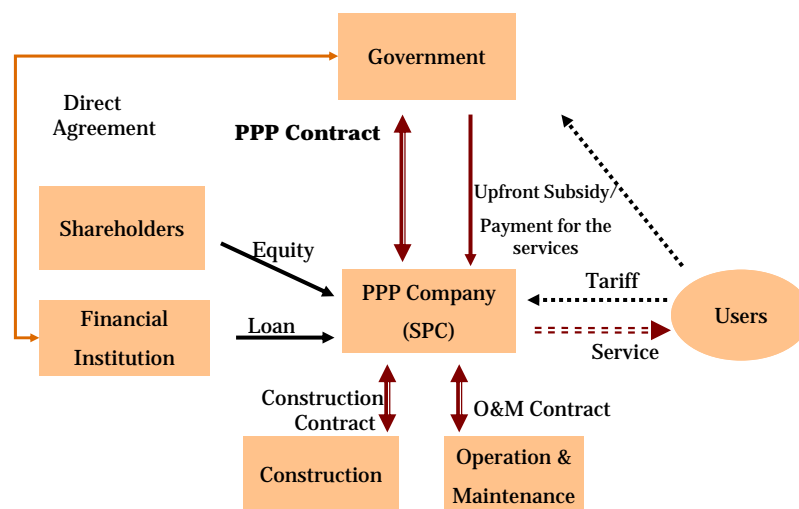 Government
Direct
Agreement
PPP Contract
Upfront Subsidy/
Payment for the
services
Shareholders
Equity
PPP Company
(SPC)
Tariff
Users
Financial
Institution
Loan
Service
Construction
Contract
O&M Contract
Construction
Operation &
Maintenance